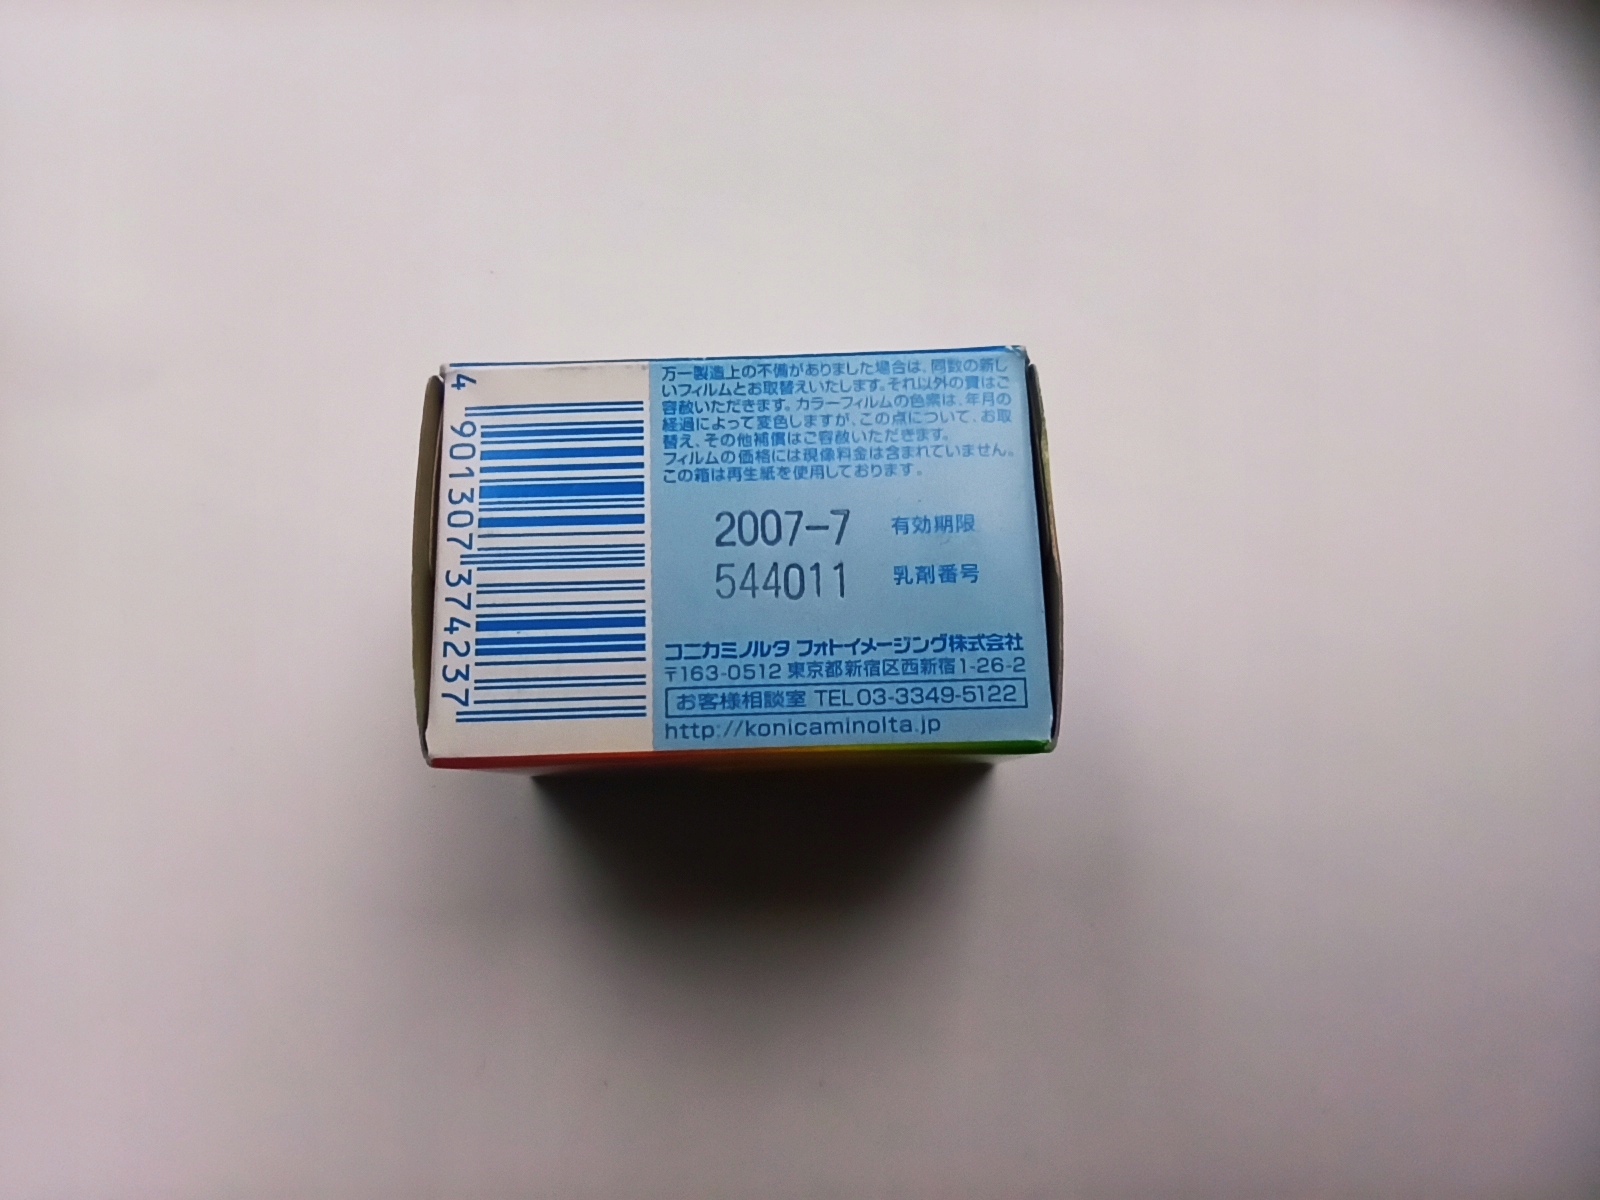 万一製造上の不備がありました場合は、同数の新し
いフィルムとお取替えいたします。それ以外の責はご
容赦いただきます。カラーフィルムの色素は、年月の
経過によって変色しますが、この点について、お取
替え、その他補償はご容赦いただきます。
フィルムの価格には現像料金は含まれていません。
この箱は再生紙を使用しております。
2007-7 有効期限
544011 乳剤番号
コニカミノルタ フォトイメージング株式会社
〒163-0512 東京都新宿区西新宿1-26-2
お客様相談室 TEL03-3349-5122
http://konicaminolta.jp
4 901307 374237